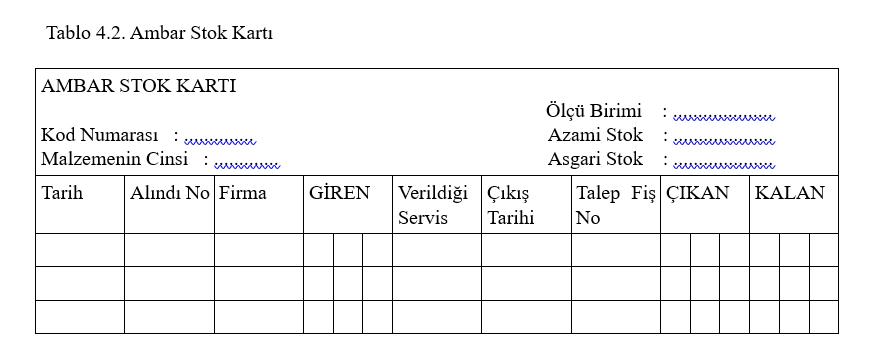 Tablo 4.2. Ambar Stok Kartı
AMBAR STOK KARTI
Ölçü Birimi : ....................
Kod Numarası : ..............
Azami Stok : ....................
Malzemenin Cinsi : .............
Asgari Stok : ....................
Tarih Alındı No Firma GİREN Verildiği Çıkış Talep Fiş ÇIKAN KALAN
Servis Tarihi No